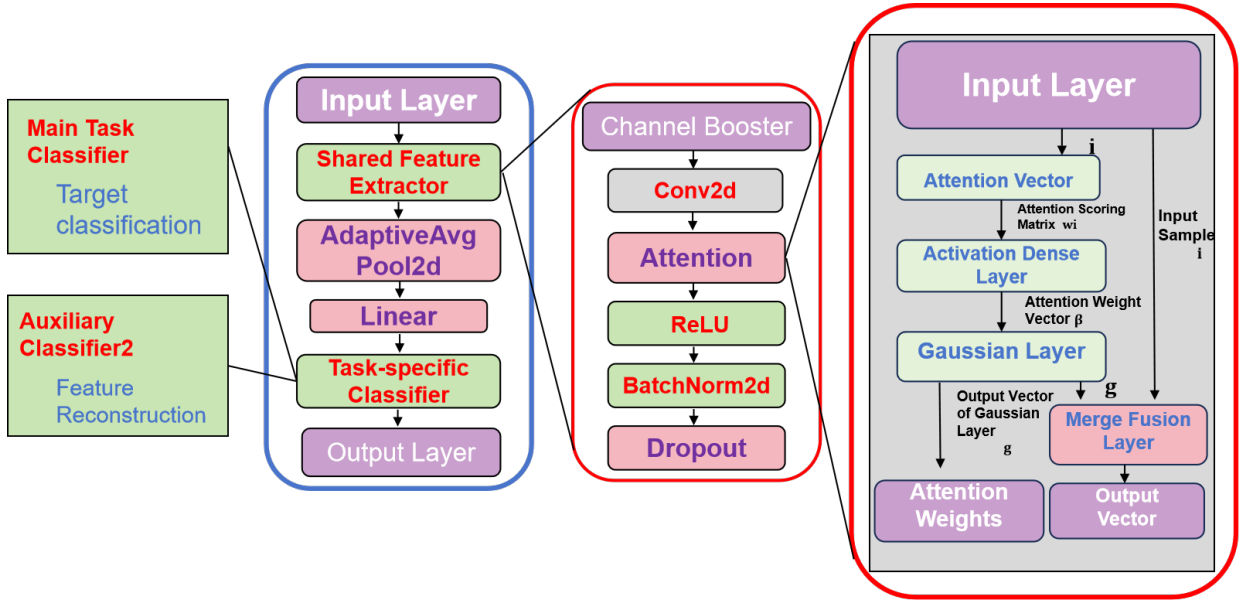 Main Task
Classifier
Target
classification
Auxiliary
Classifier2
Feature
Reconstruction
Input Layer
Shared Feature
Extractor
AdaptiveAvg
Pool2d
Linear
Task-specific
Classifier
Output Layer
Channel Booster
Conv2d
Attention
ReLU
BatchNorm2d
Dropout
Input Layer
i
Attention Vector
Attention Scoring
Matrix wi
Input
Sample
i
Activation Dense
Layer
Attention Weight
Vector β
Gaussian Layer
g
Output Vector
of Gaussian
Layer
g
Merge Fusion
Layer
Attention
Weights
Output
Vector